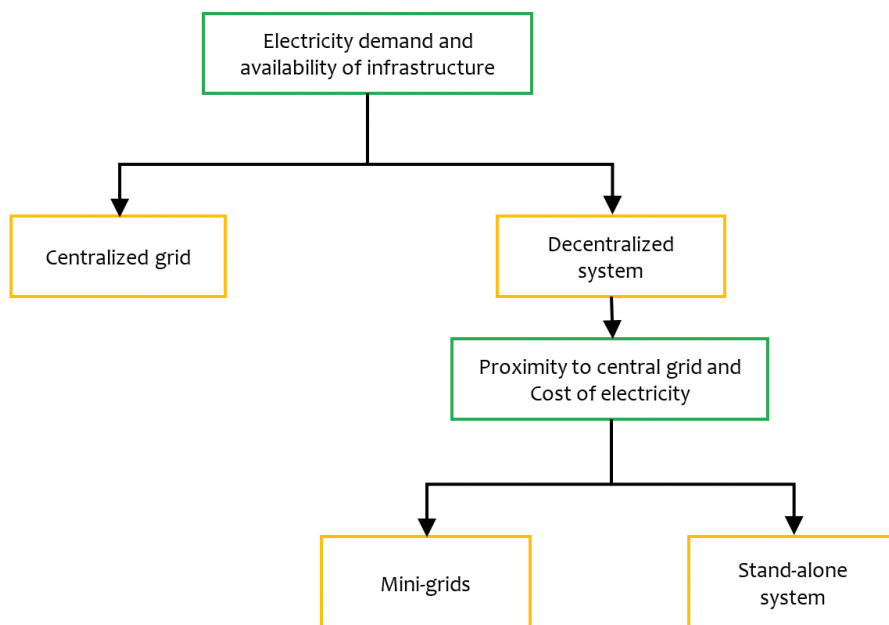 Electricity demand and
availability of infrastructure
Centralized grid
Decentralized
system
Proximity to central grid and
Cost of electricity
Mini-grids
Stand-alone
system